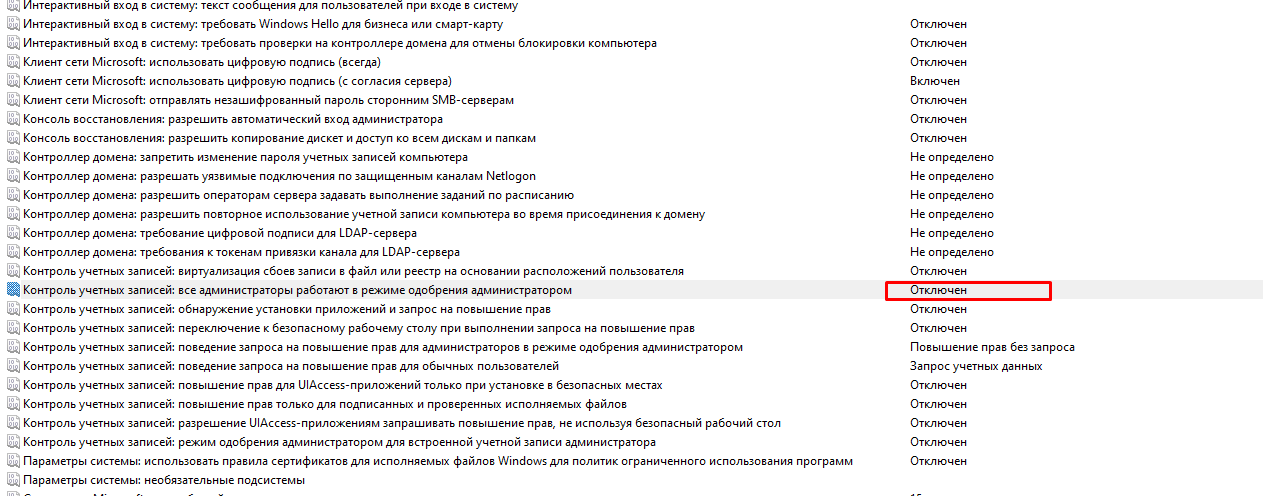 Интерактивный вход в систему: текст сообщения для пользователей при входе в систему
Интерактивный вход в систему: требовать Windows Hello для бизнеса или смарт-карту Отключен
Интерактивный вход в систему: требовать проверки на контроллере домена для отмены блокировки компьютера Отключен
Клиент сети Microsoft: использовать цифровую подпись (всегда) Отключен
Клиент сети Microsoft: использовать цифровую подпись (с согласия сервера) Включен
Клиент сети Microsoft: отправлять незашифрованный пароль сторонним SMB-серверам Отключен
Консоль восстановления: разрешить автоматический вход администратора Отключен
Консоль восстановления: разрешить копирование дискет и доступ ко всем дискам и папкам Отключен
Контроллер домена: запретить изменение пароля учетных записей компьютера Не определено
Контроллер домена: разрешать уязвимые подключения по защищенным каналам Netlogon Не определено
Контроллер домена: разрешить операторам сервера задавать выполнение заданий по расписанию Не определено
Контроллер домена: разрешить повторное использование учетной записи компьютера во время присоединения к домену Не определено
Контроллер домена: требование цифровой подписи для LDAP-сервера Не определено
Контроллер домена: требования к токенам привязки канала для LDAP-сервера Не определено
Контроль учетных записей: виртуализация сбоев записи в файл или реестр на основании расположений пользователя Отключен
Контроль учетных записей: все администраторы работают в режиме одобрения администратором Отключен
Контроль учетных записей: обнаружение установки приложений и запрос на повышение прав Отключен
Контроль учетных записей: переключение к безопасному рабочему столу при выполнении запроса на повышение прав Отключен
Контроль учетных записей: поведение запроса на повышение прав для администраторов в режиме одобрения администратором Повышение прав без запроса
Контроль учетных записей: поведение запроса на повышение прав для обычных пользователей Запрос учетных данных
Контроль учетных записей: повышение прав для UIAccess-приложений только при установке в безопасных местах Отключен
Контроль учетных записей: повышение прав только для подписанных и проверенных исполняемых файлов Отключен
Контроль учетных записей: разрешение UIAccess-приложениям запрашивать повышение прав, не используя безопасный рабочий стол Отключен
Контроль учетных записей: режим одобрения администратором для встроенной учетной записи администратора Отключен
Параметры системы: использовать правила сертификатов для исполняемых файлов Windows для политик ограниченного использования программ Отключен
Параметры системы: необязательные подсистемы